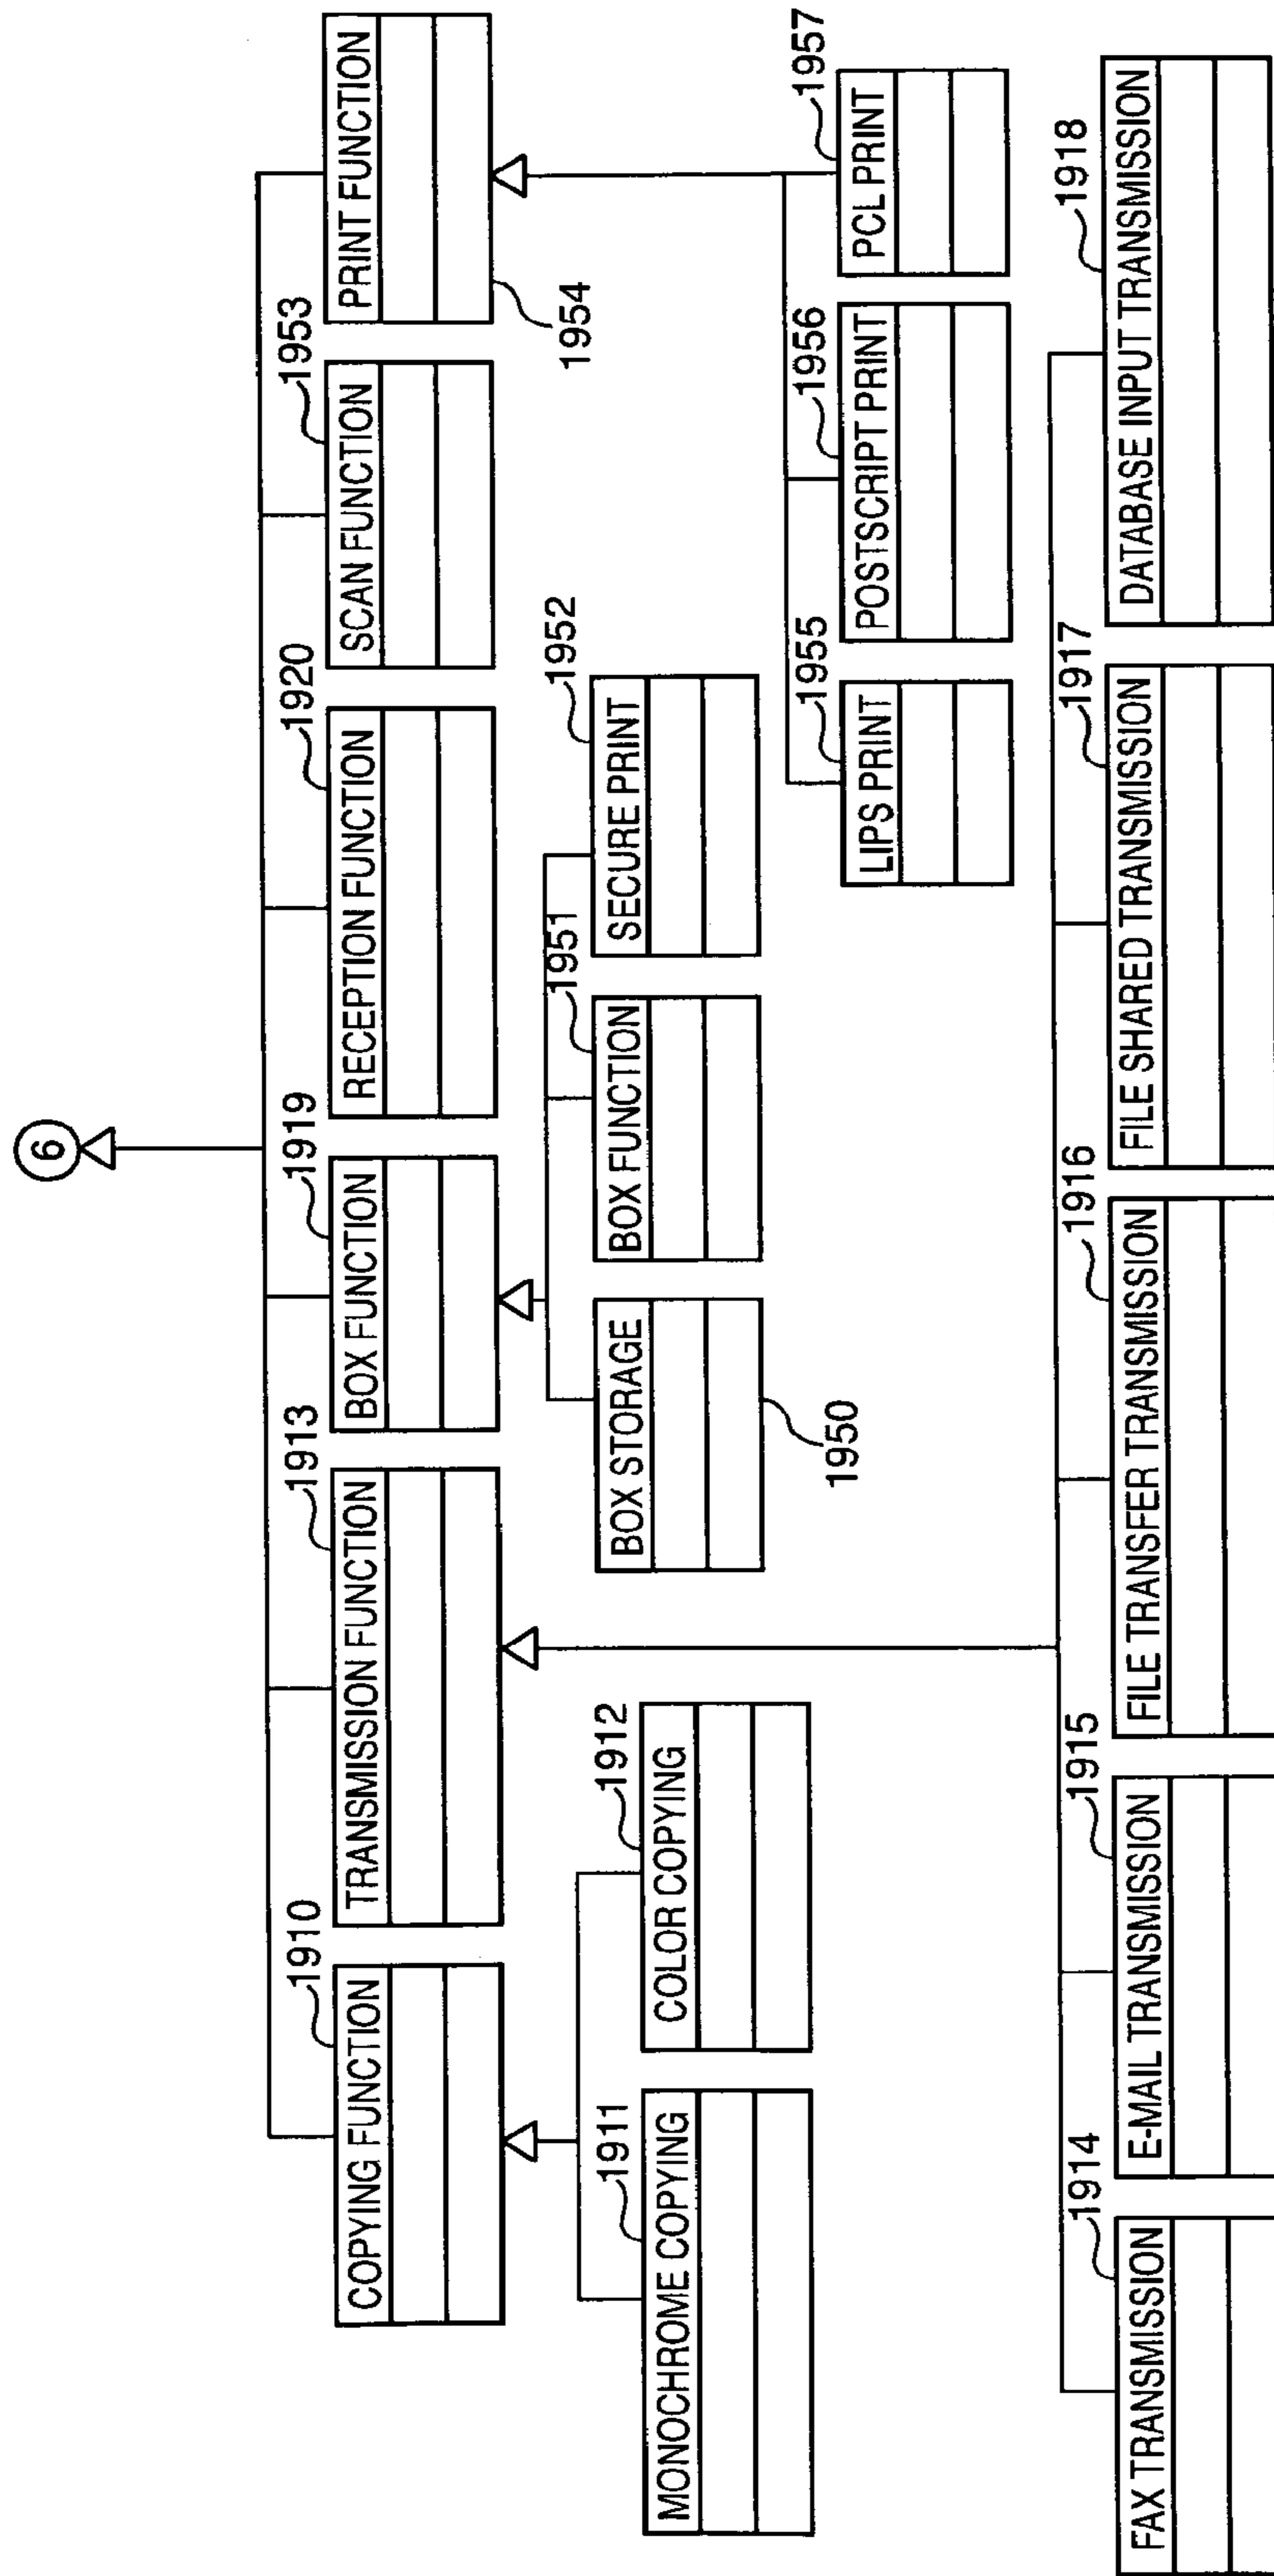 6
1910
1913
1919
1920
1953
COPYING FUNCTION
TRANSMISSION FUNCTION
BOX FUNCTION
RECEPTION FUNCTION
SCAN FUNCTION
PRINT FUNCTION
1954
1911
1912
1951
1952
MONOCHROME COPYING
COLOR COPYING
BOX STORAGE
BOX FUNCTION
SECURE PRINT
1950
1955
1956
1957
LIPS PRINT
POSTSCRIPT PRINT
PCL PRINT
1914
1915
1916
1917
1918
FAX TRANSMISSION
E-MAIL TRANSMISSION
FILE TRANSFER TRANSMISSION
FILE SHARED TRANSMISSION
DATABASE INPUT TRANSMISSION